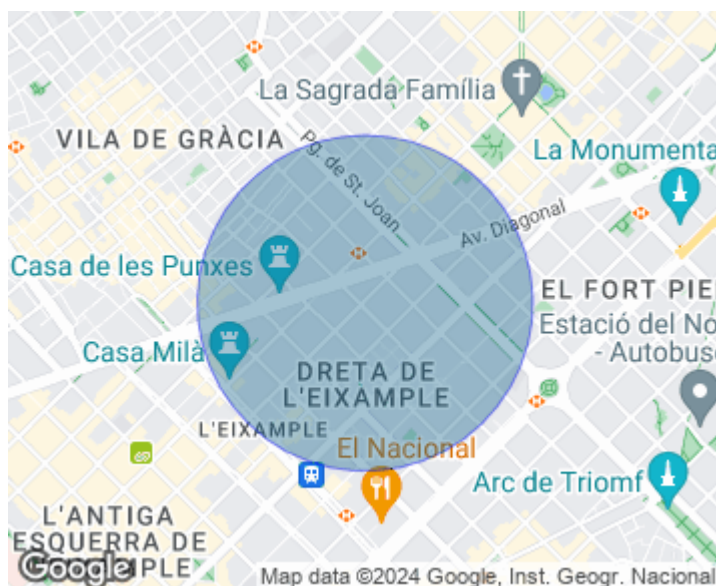 La Sagrada Família
VILA DE GRÀCIA
La Monumenta
Pg. de St. Joan
Av. Diagonal
Casa de les Punxes
EL FORT PIE
Estació del No
- Autobus
Casa Milà
DRETA DE
L'EIXAMPLE
L'EIXAMPLE
El Nacional
Arc de Triomf
L'ANTIGA
ESQUERRA DE
Google
Map data ©2024 Google, Inst. Geogr. Nacional